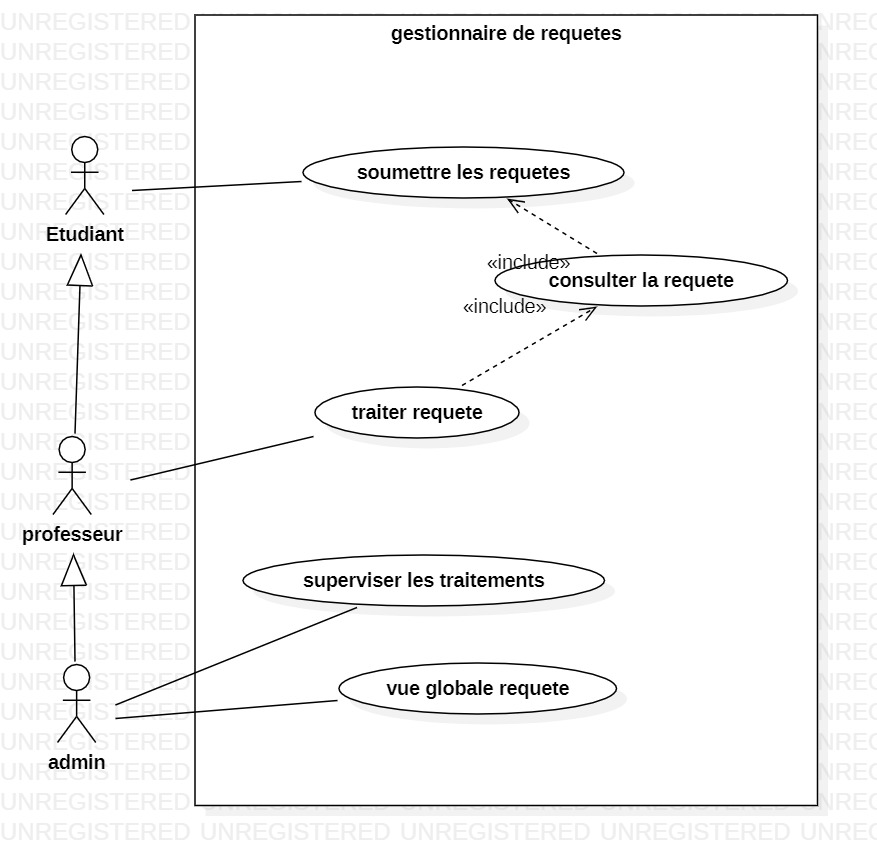 gestionnaire de requetes
soumettre les requetes
Etudiant
«include»
consulter la requete
«include»
traiter requete
professeur
superviser les traitements
vue globale requete
admin
UNREGISTERED UNREGISTERED UNREGISTERED UNREGISTERED UNREG